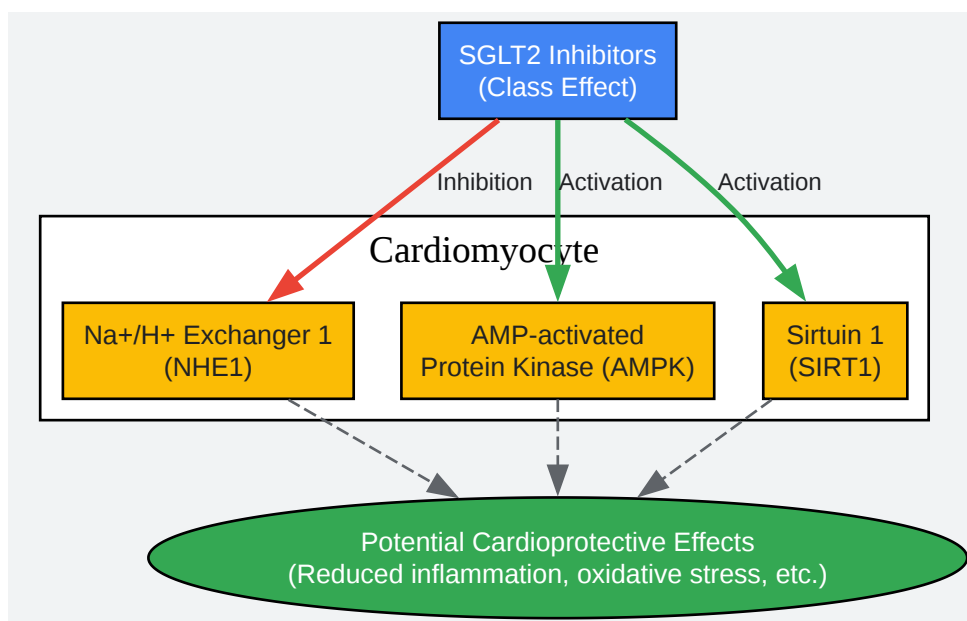 SGLT2 Inhibitors
(Class Effect)
Inhibition
Activation
Activation
Cardiomyocyte
Na+/H+ Exchanger 1
(NHE1)
AMP-activated
Protein Kinase (AMPK)
Sirtuin 1
(SIRT1)
Potential Cardioprotective Effects
(Reduced inflammation, oxidative stress, etc.)